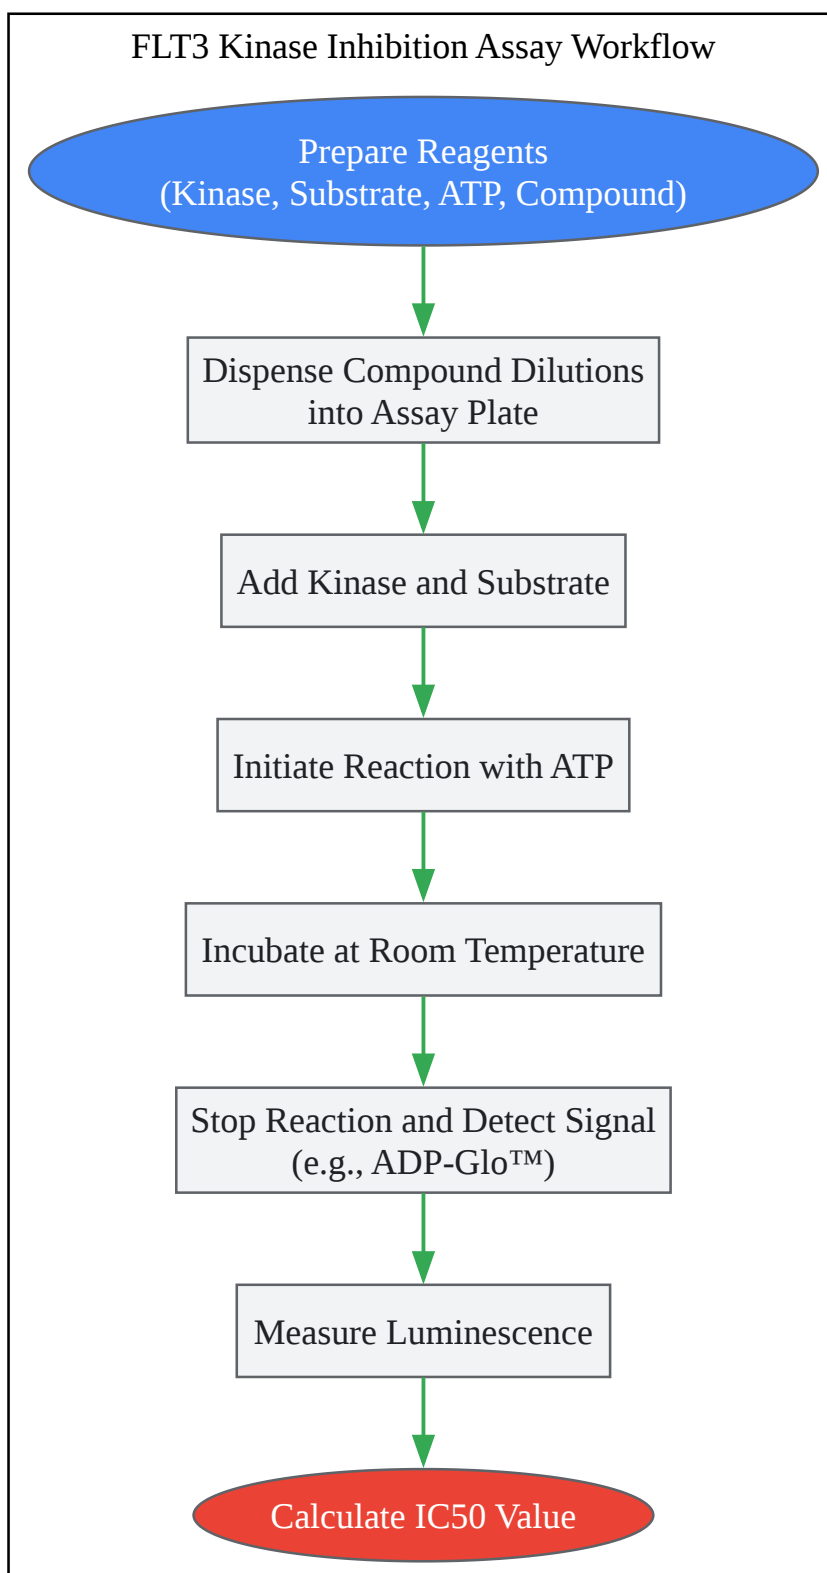 FLT3 Kinase Inhibition Assay Workflow
Prepare Reagents
(Kinase, Substrate, ATP, Compound)
Dispense Compound Dilutions
into Assay Plate
Add Kinase and Substrate
Initiate Reaction with ATP
Incubate at Room Temperature
Stop Reaction and Detect Signal
(e.g., ADP-Glo™)
Measure Luminescence
Calculate IC50 Value